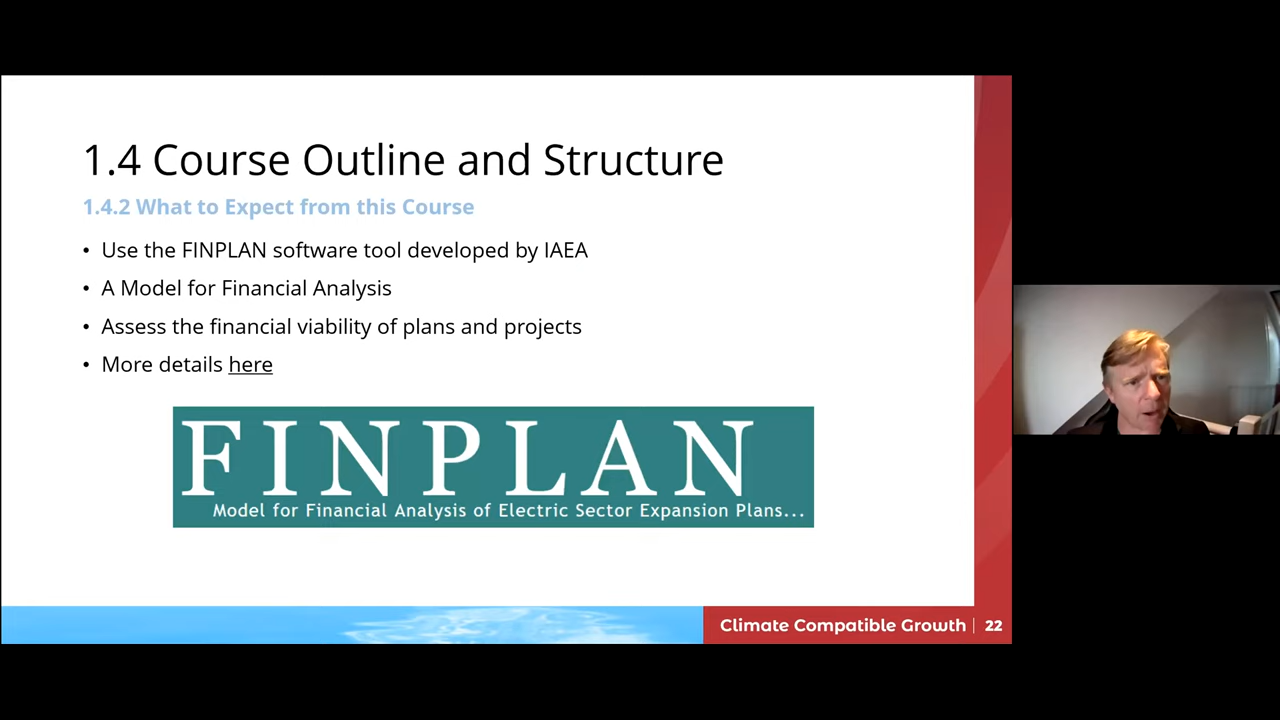 1.4 Course Outline and Structure
1.4.2 What to Expect from this Course
• Use the FINPLAN software tool developed by IAEA
• A Model for Financial Analysis
• Assess the financial viability of plans and projects
• More details here
FINPLAN
Model for Financial Analysis of Electric Sector Expansion Plans...
Climate Compatible Growth | 22